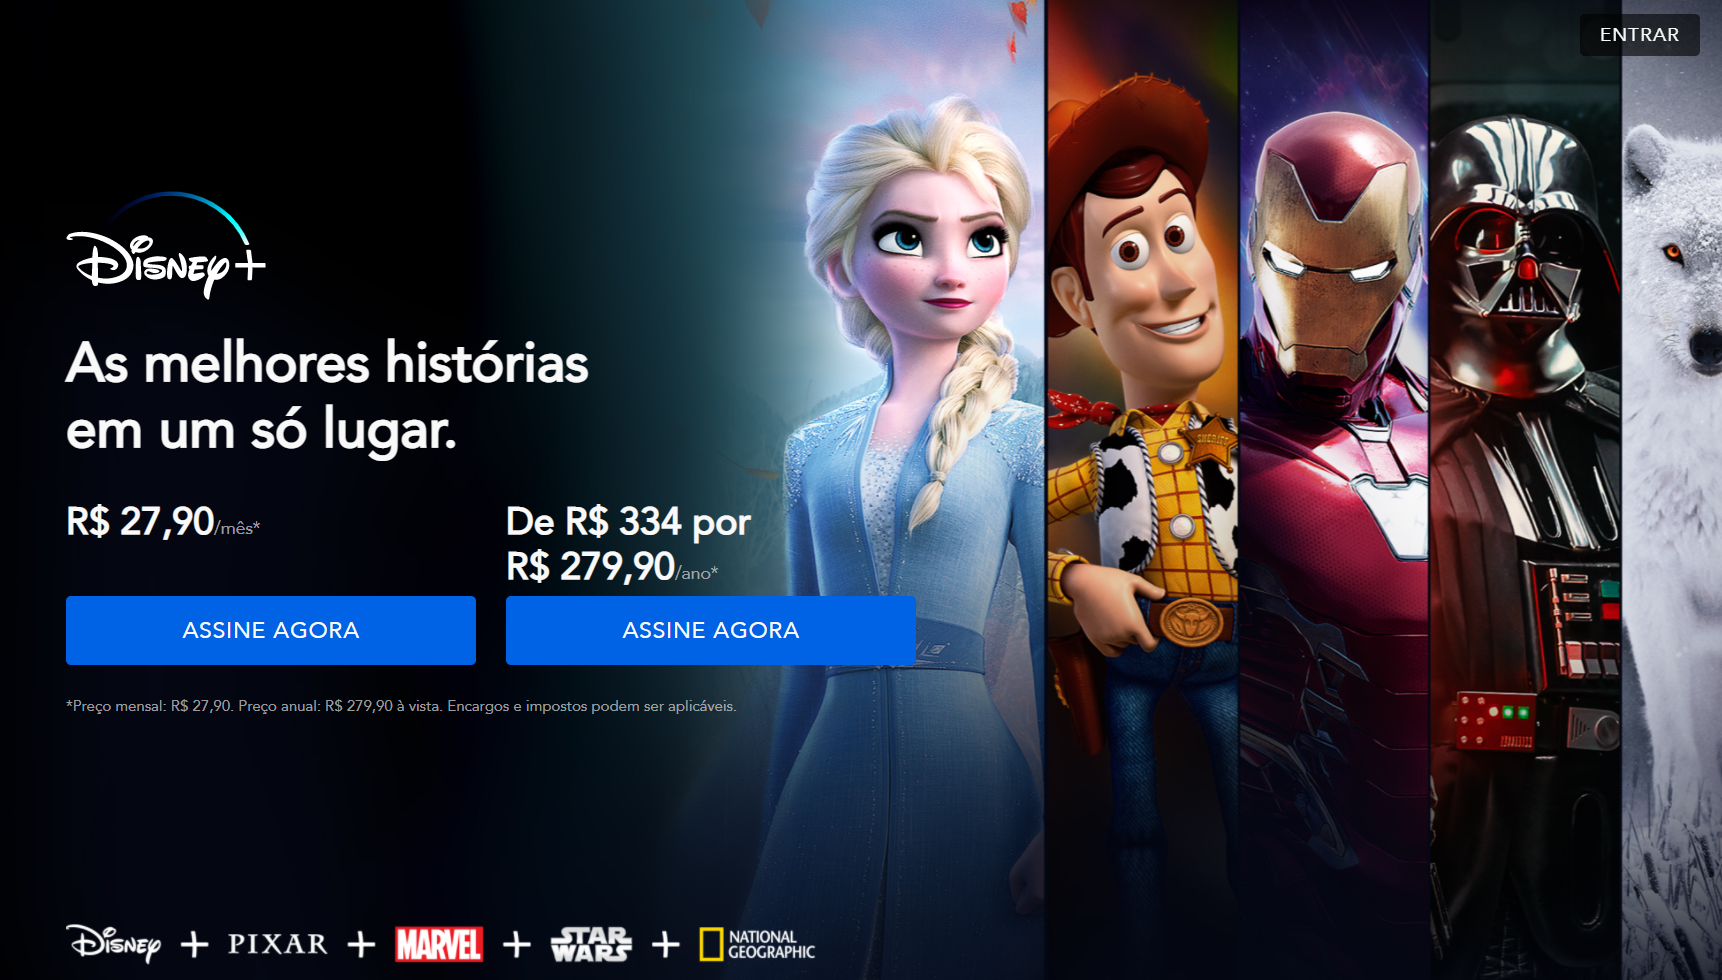 ENTRAR
Disney+
As melhores histórias
em um só lugar.
R$ 27,90/mês*
De R$ 334 por
R$ 279,90/ano*
ASSINE AGORA
ASSINE AGORA
*Preço mensal: R$ 27,90. Preço anual: R$ 279,90 à vista. Encargos e impostos podem ser aplicáveis.
SHERIFF
Disney + PIXAR + MARVEL + STAR WARS + NATIONAL GEOGRAPHIC